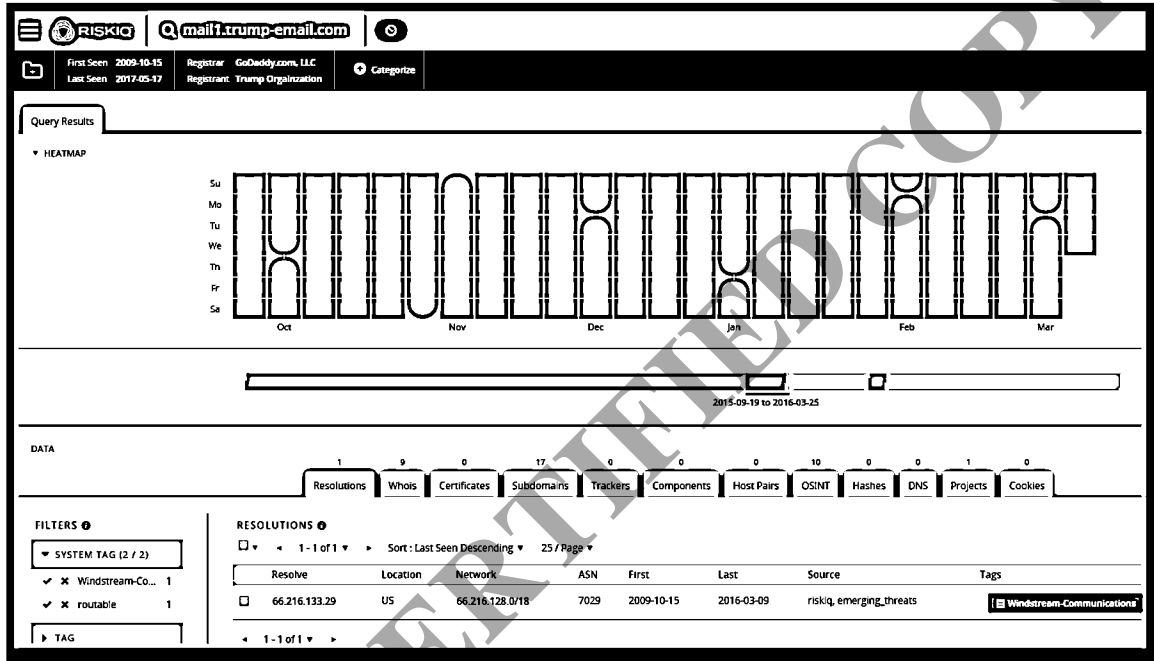 RISKIQ mail1.trump-email.com
First Seen 2009-10-15 Registrar GoDaddy.com, LLC Categorize
Last Seen 2017-05-17 Registrant Trump Orgainzation
Query Results
HEATMAP
Su
Mo
Tu
We
Th
Fr
Sa
Oct Nov Dec Jan Feb Mar
2015-09-19 to 2016-03-25
DATA
1 9 0 17 0 0 0 10 0 0 1 0
Resolutions Whois Certificates Subdomains Trackers Components Host Pairs OSINT Hashes DNS Projects Cookies
FILTERS RESOLUTIONS
SYSTEM TAG (2 / 2) 1 - 1 of 1 Sort : Last Seen Descending 25 / Page
Resolve Location Network ASN First Last Source Tags
Windstream-Co... 1
66.216.133.29 US 66.216.128.0/18 7029 2009-10-15 2016-03-09 riskiq, emerging_threats Windstream-Communications
routable 1
TAG 1 - 1 of 1
CERTIFIED COPY